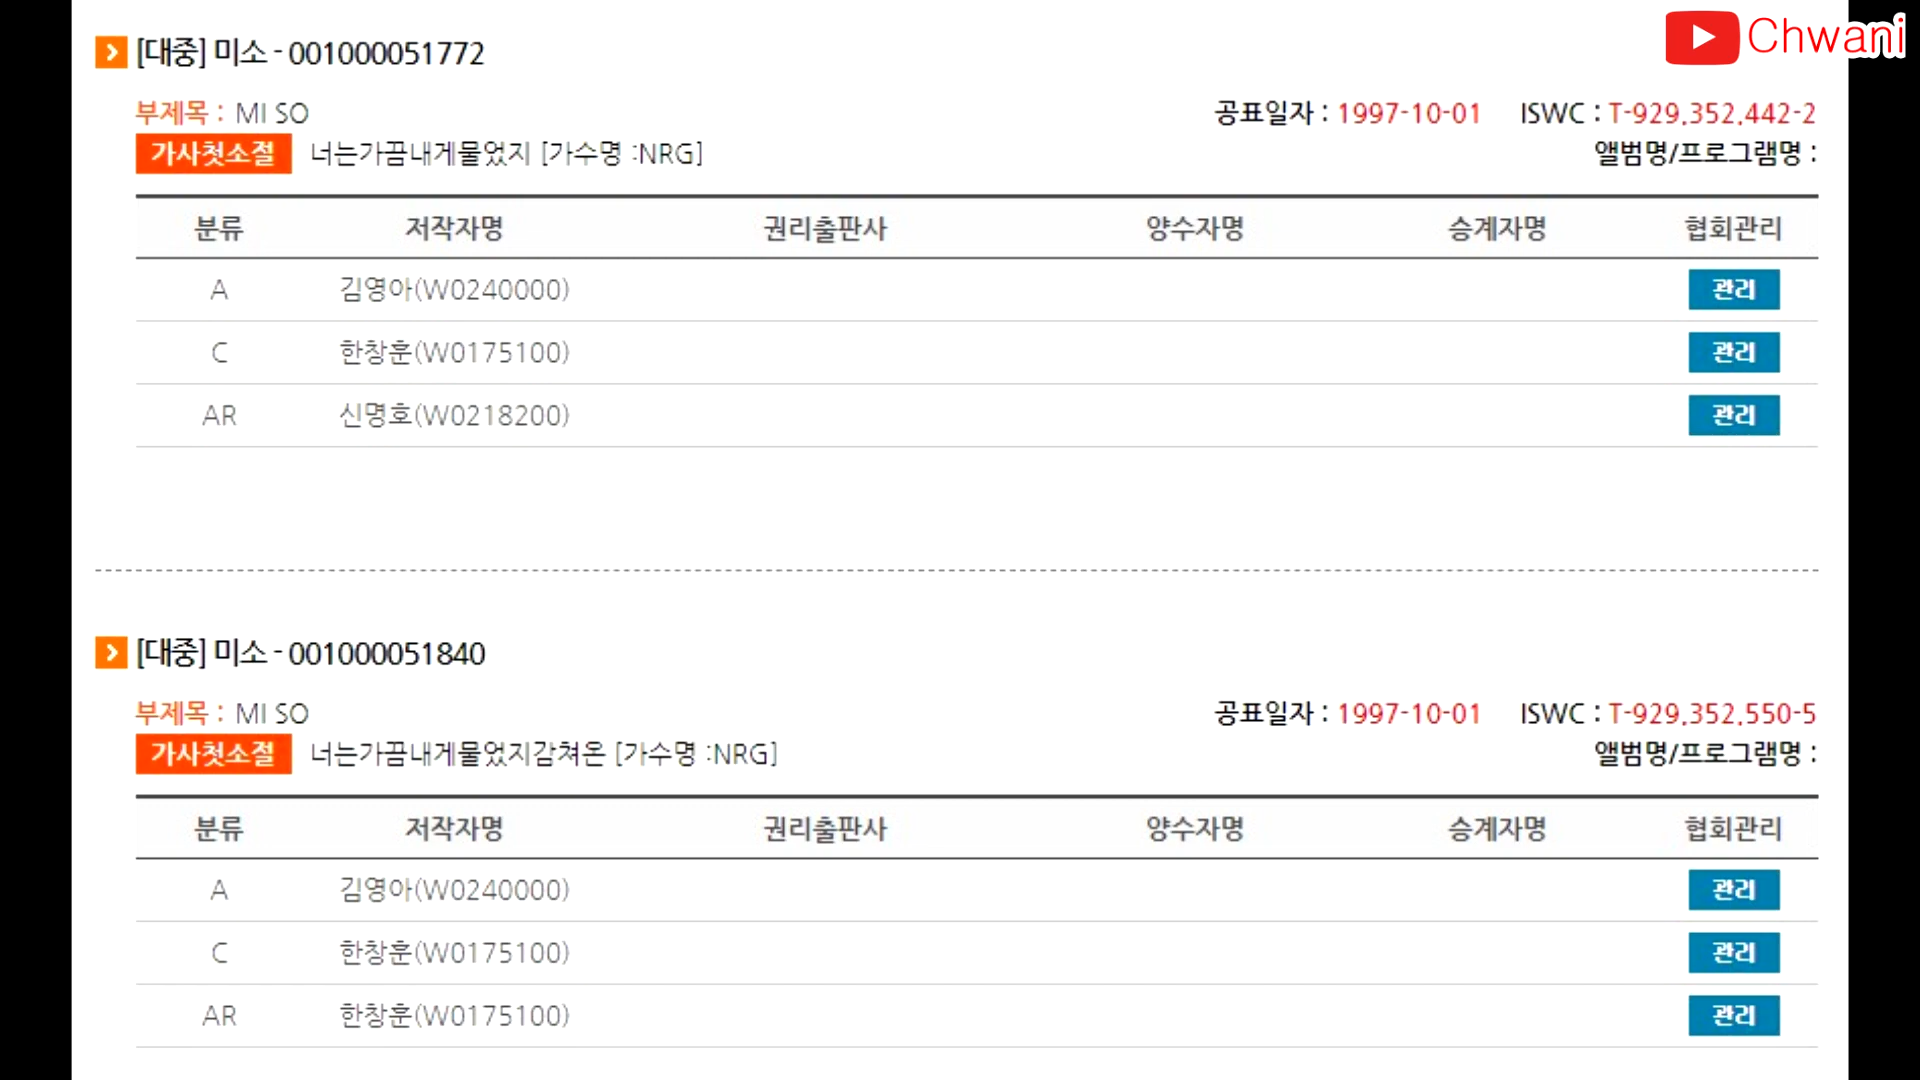 Chwani
[대중] 미소 - 001000051772
부제목 : MI SO 공표일자 : 1997-10-01 ISWC : T-929,352,442-2
가사첫소절 너는가끔내게물었지 [가수명 :NRG] 앨범명/프로그램명 :
분류 저작자명 권리출판사 양수자명 승계자명 협회관리
A 김영아(W0240000) 관리
C 한창훈(W0175100) 관리
AR 신명호(W0218200) 관리
[대중] 미소 - 001000051840
부제목 : MI SO 공표일자 : 1997-10-01 ISWC : T-929,352,550-5
가사첫소절 너는가끔내게물었지감쳐온 [가수명 :NRG] 앨범명/프로그램명 :
분류 저작자명 권리출판사 양수자명 승계자명 협회관리
A 김영아(W0240000) 관리
C 한창훈(W0175100) 관리
AR 한창훈(W0175100) 관리